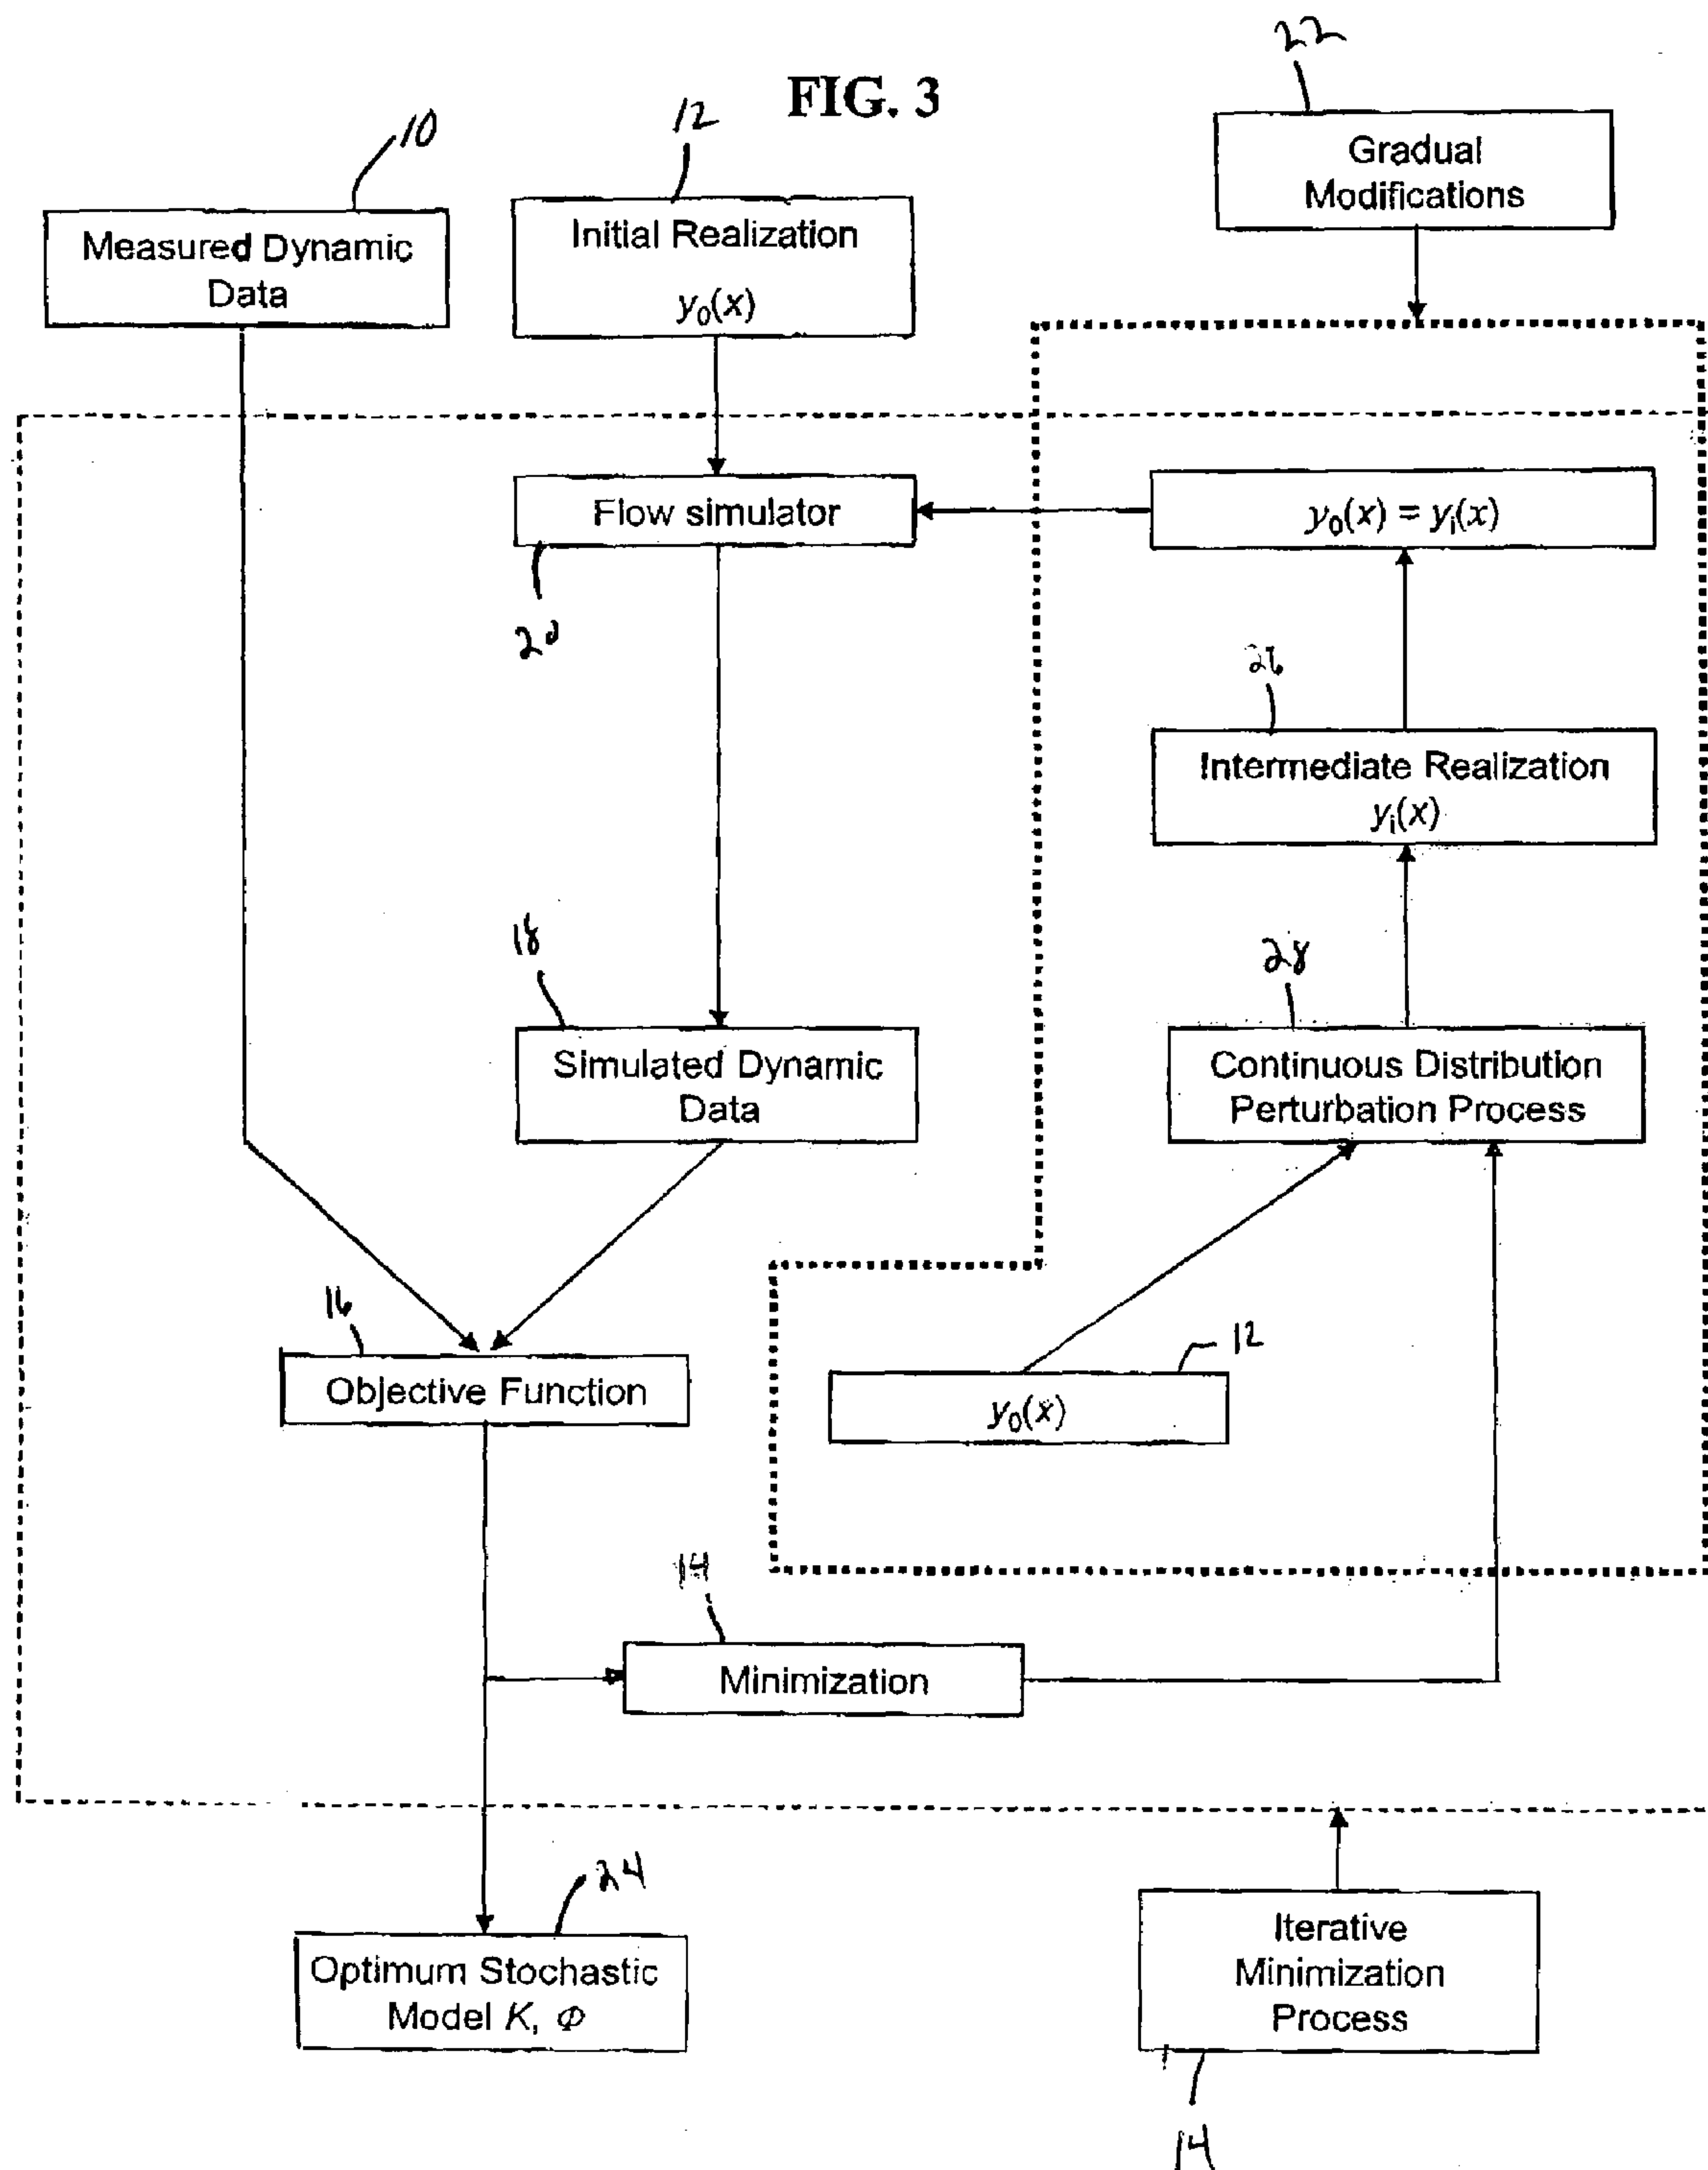 22
FIG. 3
12
10
Gradual
Modifications
Measured Dynamic
Data
Initial Realization
y₀(x)
Flow simulator
y₀(x) = yᵢ(x)
20
26
Intermediate Realization
yᵢ(x)
18
28
Simulated Dynamic
Data
Continuous Distribution
Perturbation Process
16
12
Objective Function
y₀(x)
14
Minimization
24
Optimum Stochastic
Model K, Φ
Iterative
Minimization
Process
14